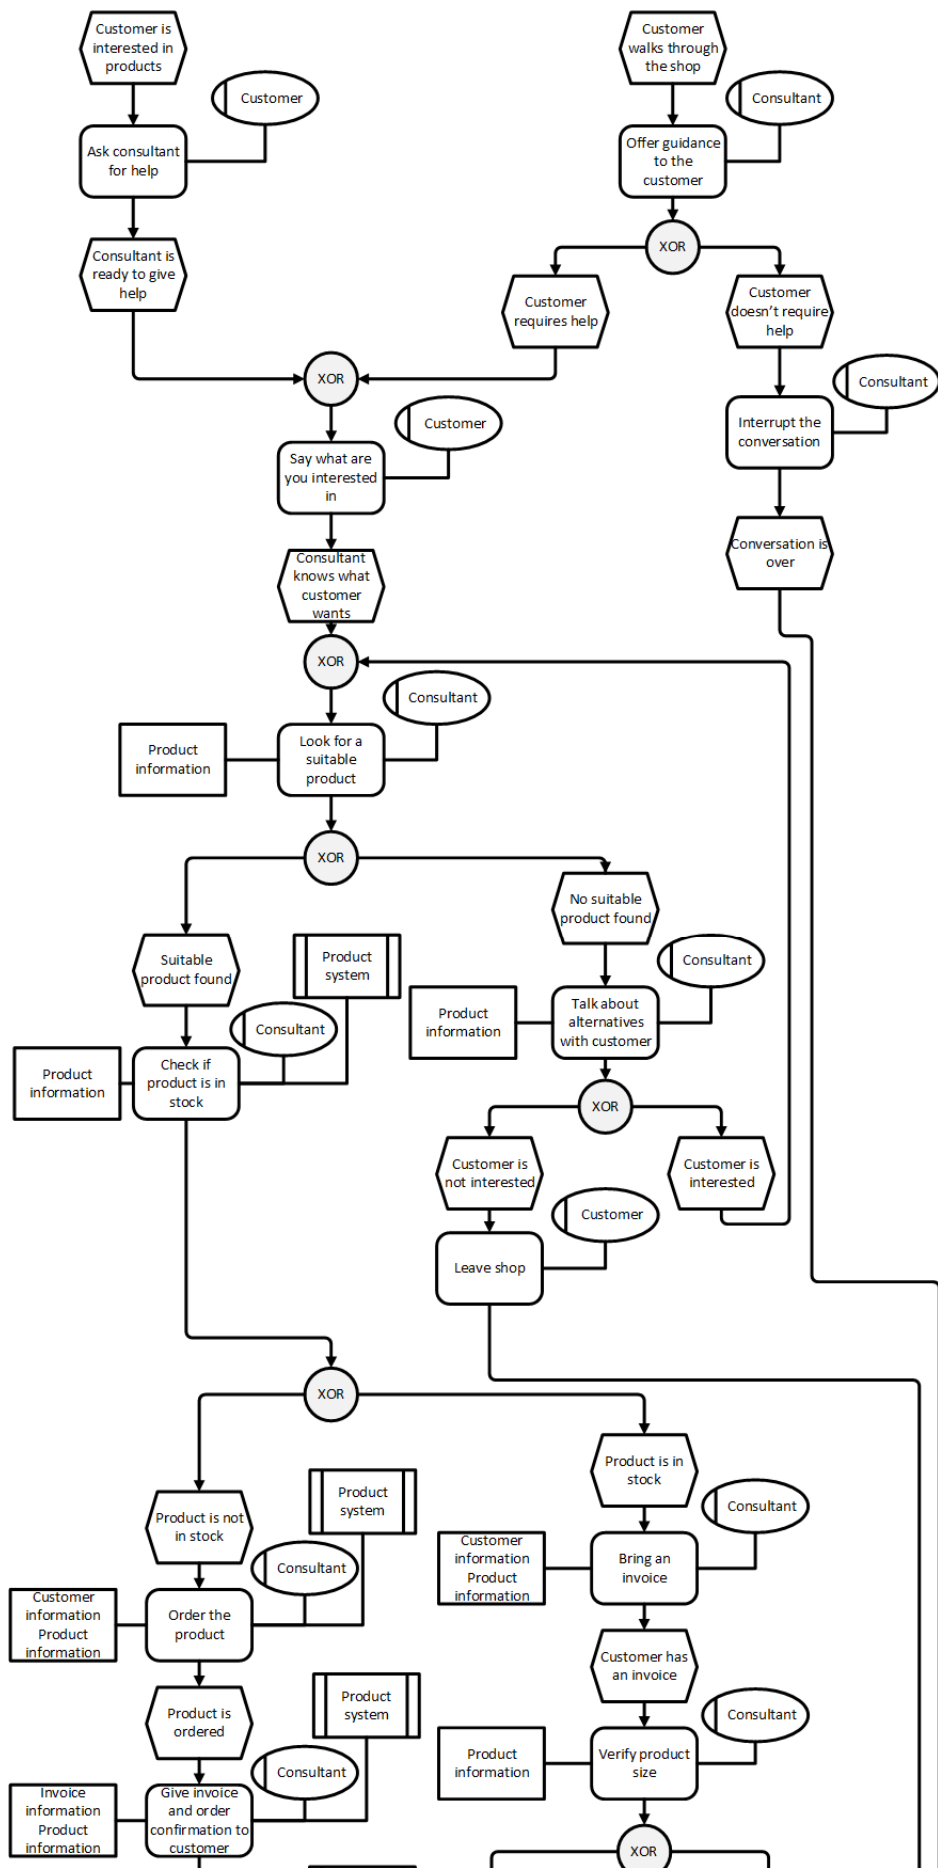 Customer is
interested in
products
Customer
walks through
the shop
Customer
Consultant
Ask consultant
for help
Offer guidance
to the
customer
XOR
Consultant is
ready to give
help
Customer
requires help
Customer
doesn't require
help
XOR
Consultant
Customer
Interrupt the
conversation
Say what are
you interested
in
Conversation is
over
Consultant
knows what
customer
wants
XOR
Consultant
Product
information
Look for a
suitable
product
XOR
No suitable
product found
Suitable
product found
Product
system
Consultant
Consultant
Product
information
Talk about
alternatives
with customer
Product
information
Check if
product is in
stock
XOR
Customer is
not interested
Customer is
interested
Customer
Leave shop
XOR
Product is in
stock
Product is not
in stock
Product
system
Consultant
Consultant
Customer
information
Product
information
Bring an
invoice
Customer
information
Product
information
Order the
product
Customer has
an invoice
Product is
ordered
Product
system
Consultant
Consultant
Product
information
Verify product
size
Invoice
information
Product
information
Give invoice
and order
confirmation to
customer
XOR